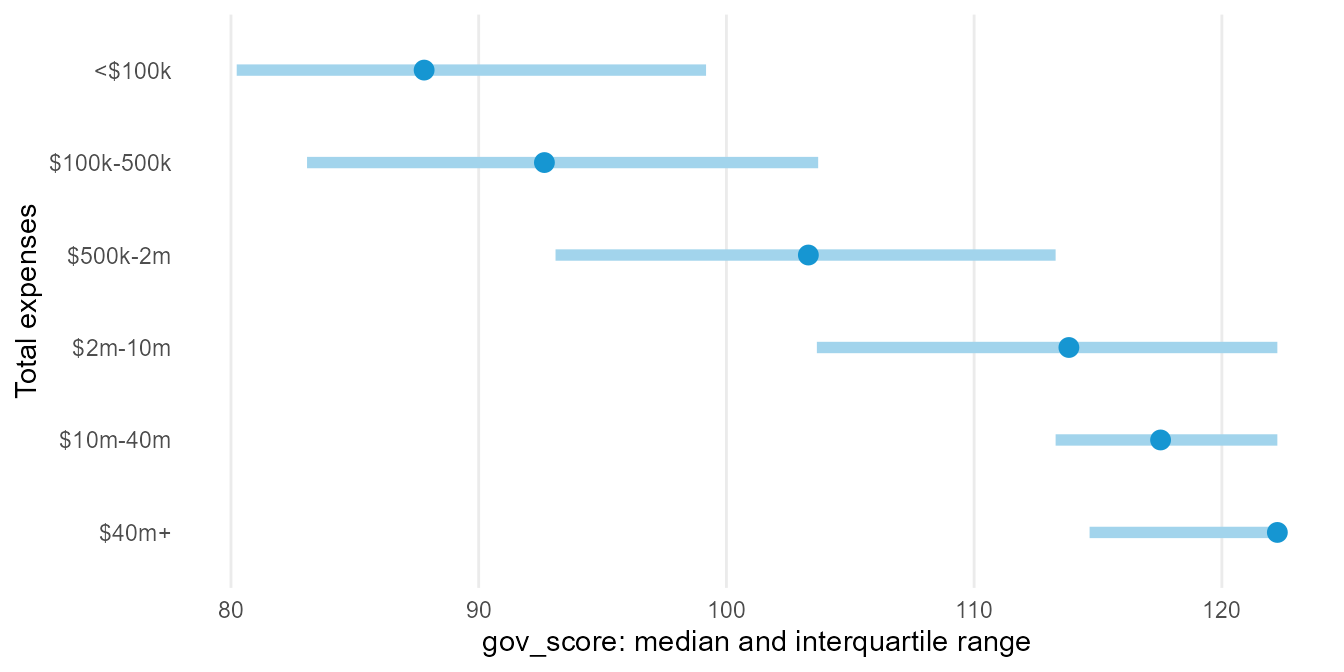 <$100k
$100k-500k
$500k-2m
$2m-10m
$10m-40m
$40m+
Total expenses
80 90 100 110 120
gov_score: median and interquartile range